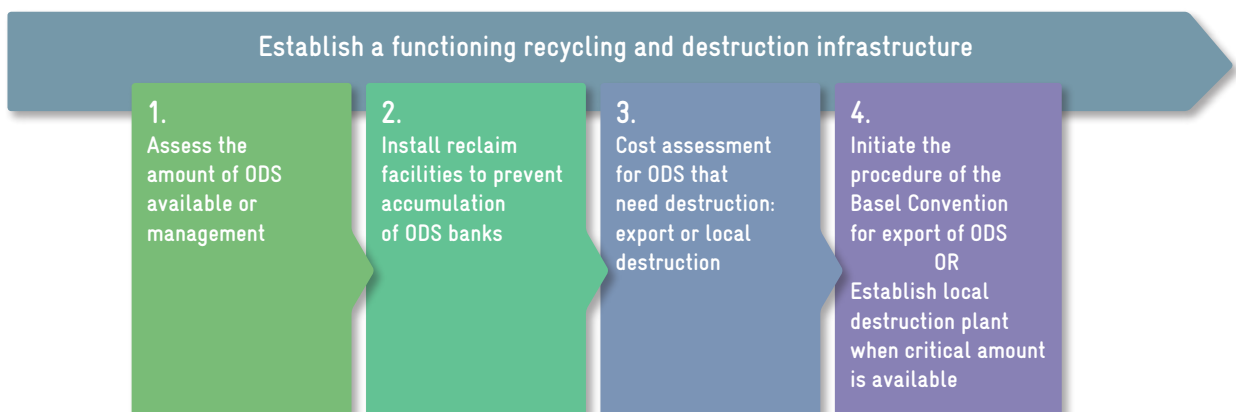 Establish a functioning recycling and destruction infrastructure
1.
Assess the
amount of ODS
available or
management
2.
Install reclaim
facilities to prevent
accumulation
of ODS banks
3.
Cost assessment
for ODS that
need destruction:
export or local
destruction
4.
Initiate the
procedure of the
Basel Convention
for export of ODS
OR
Establish local
destruction plant
when critical amount
is available